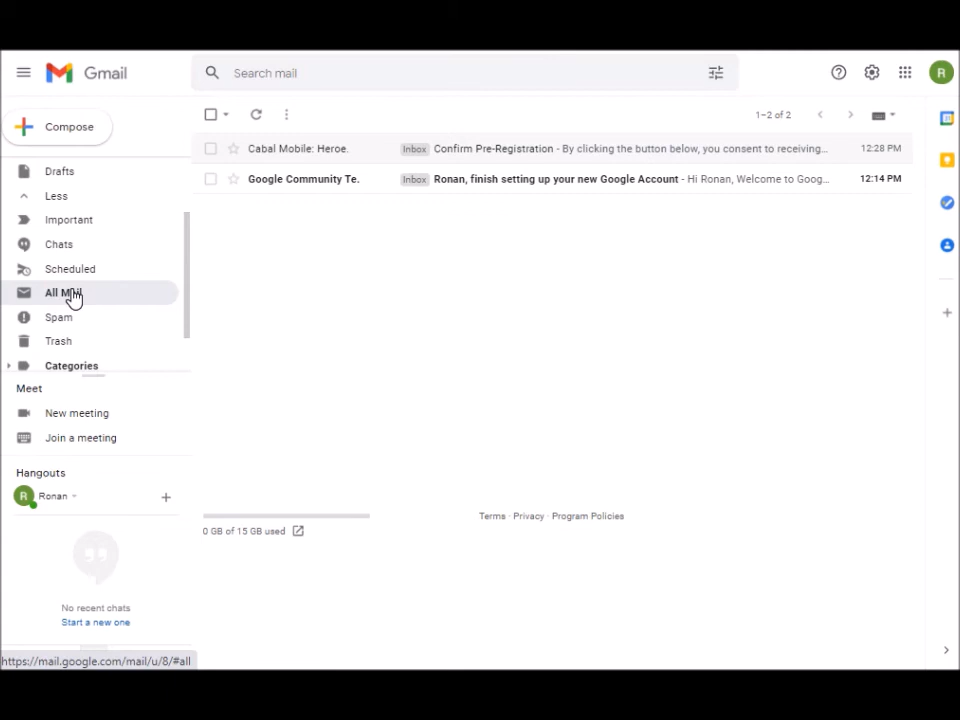 Gmail
Search mail
R
Compose
1–2 of 2
Cabal Mobile: Heroe. Inbox Confirm Pre-Registration - By clicking the button below, you consent to receiving... 12:28 PM
Google Community Te. Inbox Ronan, finish setting up your new Google Account - Hi Ronan, Welcome to Goog... 12:14 PM
Drafts
Less
Important
Chats
Scheduled
All
Spam
Trash
Categories
Meet
New meeting
Join a meeting
Hangouts
R Ronan
No recent chats
Start a new one
0 GB of 15 GB used
Terms · Privacy · Program Policies
https://mail.google.com/mail/u/8/#all